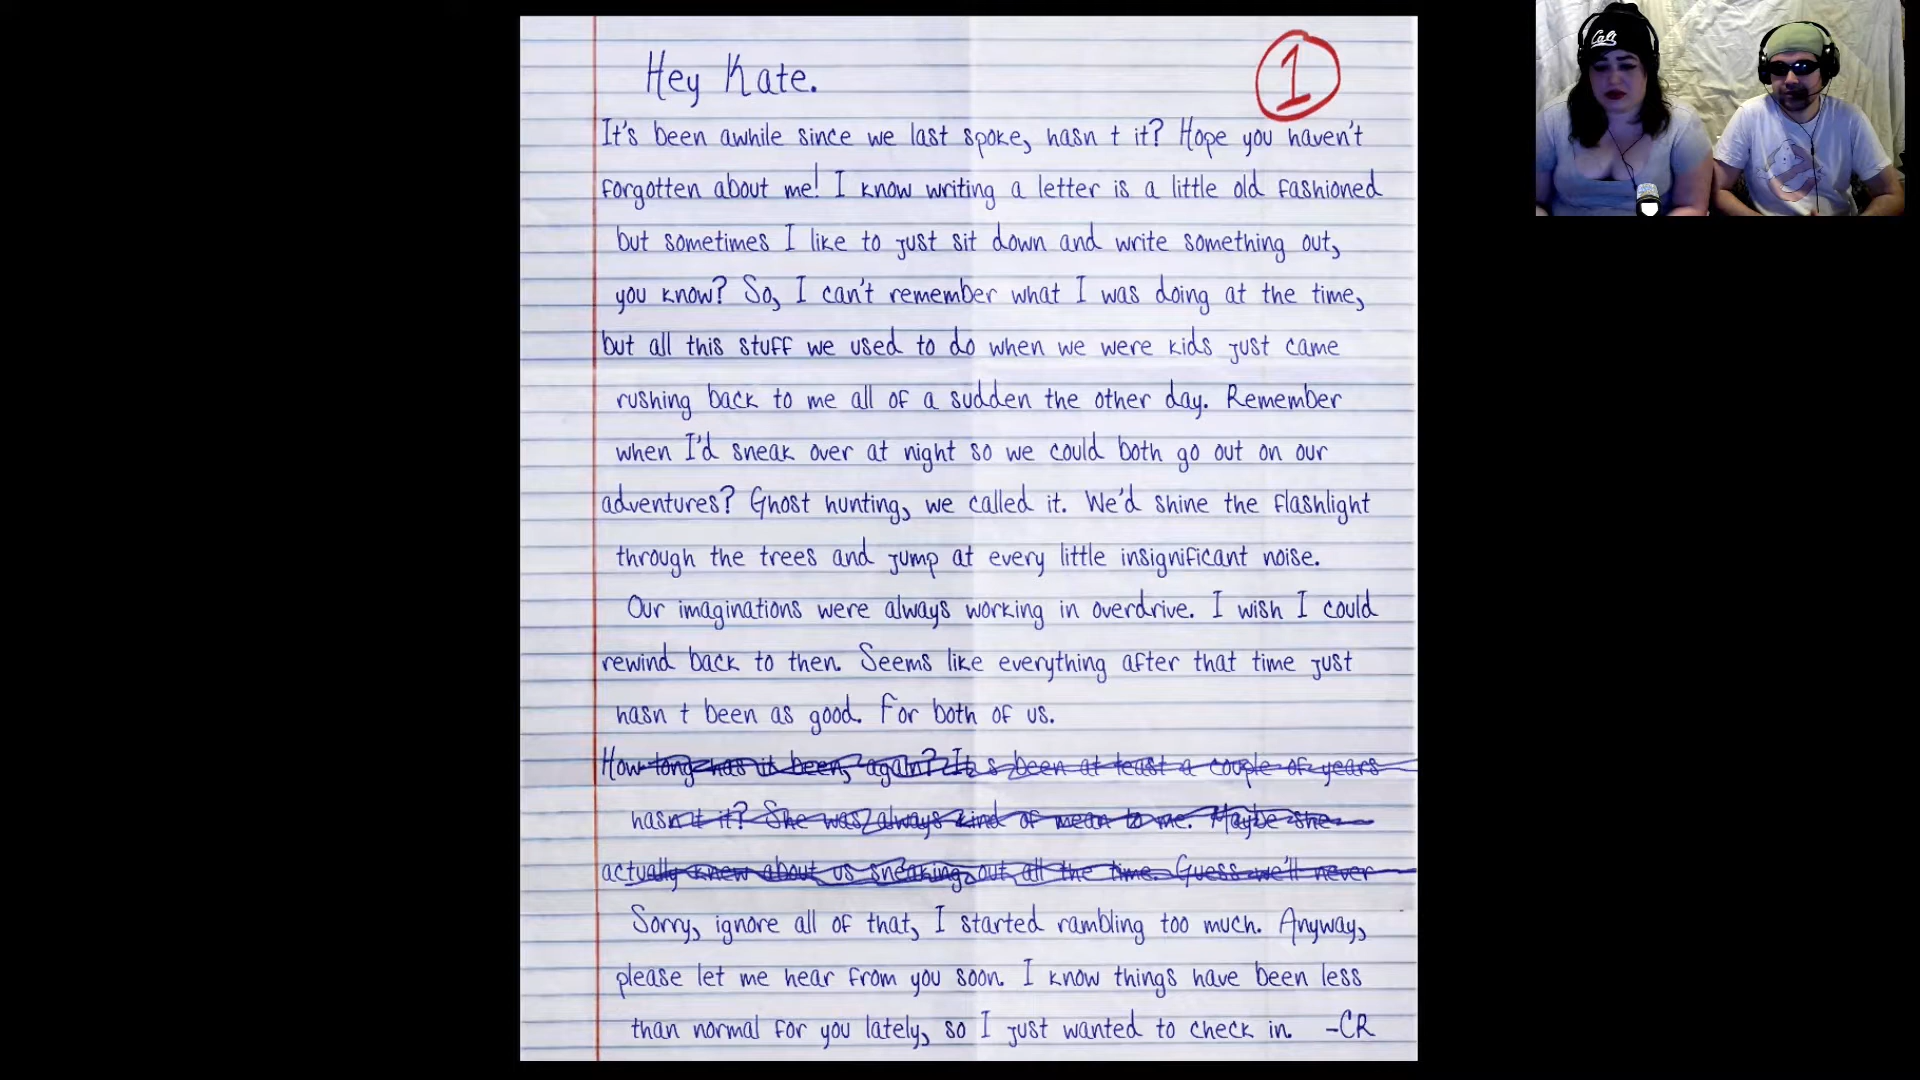 Hey Kate.
1
It's been awhile since we last spoke, hasn t it? Hope you haven't
forgotten about me! I know writing a letter is a little old fashioned
but sometimes I like to just sit down and write something out,
you know? So, I can't remember what I was doing at the time,
but all this stuff we used to do when we were kids just came
rushing back to me all of a sudden the other day. Remember
when I'd sneak over at night so we could both go out on our
adventures? Ghost hunting, we called it. We'd shine the flashlight
through the trees and jump at every little insignificant noise.
Our imaginations were always working in overdrive. I wish I could
rewind back to then. Seems like everything after that time just
hasn t been as good. For both of us.
How long has it been, again? It s been at least a couple of years
hasn t it? She was always kind of mean to me. Maybe she
actually knew about us sneaking out all the time. Guess we'll never
Sorry, ignore all of that, I started rambling too much. Anyway,
please let me hear from you soon. I know things have been less
than normal for you lately, so I just wanted to check in. -CR
Cali